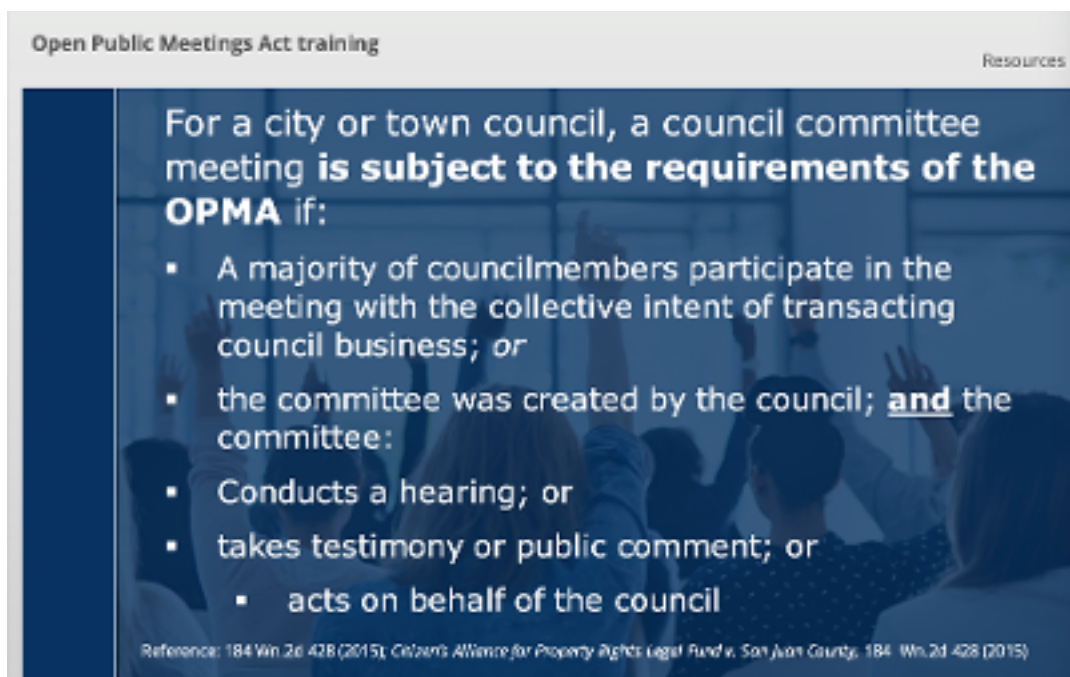 Open Public Meetings Act training
Resources
For a city or town council, a council committee
meeting is subject to the requirements of the
OPMA if:
▪ A majority of councilmembers participate in the
meeting with the collective intent of transacting
council business; or
▪ the committee was created by the council; and the
committee:
▪ Conducts a hearing; or
▪ takes testimony or public comment; or
▪ acts on behalf of the council
Reference: 184 Wn.2d 428 (2015); Citizen's Alliance for Property Rights Legal Fund v. San Juan County, 184 Wn.2d 428 (2015)